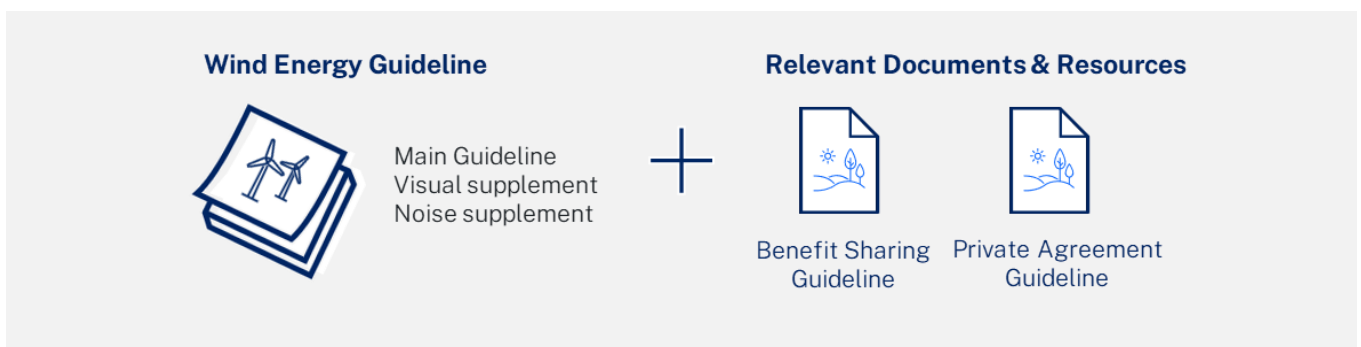 Wind Energy Guideline
Main Guideline
Visual supplement
Noise supplement
Relevant Documents & Resources
Benefit Sharing
Guideline
Private Agreement
Guideline